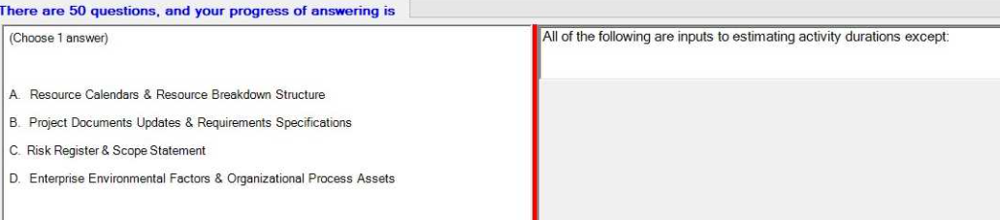 There are 50 questions, and your progress of answering is
(Choose 1 answer)
A. Resource Calendars & Resource Breakdown Structure
B. Project Documents Updates & Requirements Specifications
C. Risk Register & Scope Statement
D. Enterprise Environmental Factors & Organizational Process Assets
All of the following are inputs to estimating activity durations except: